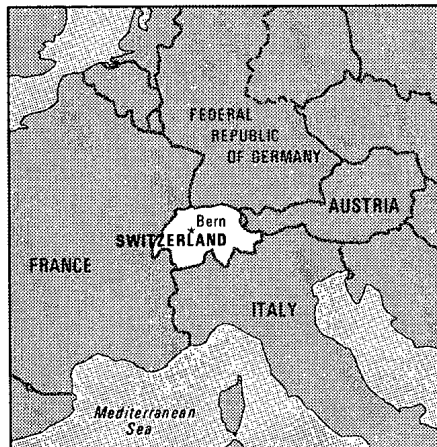 FEDERAL
REPUBLIC
OF GERMANY
AUSTRIA
Bern
SWITZERLAND
FRANCE
ITALY
Mediterranean
Sea